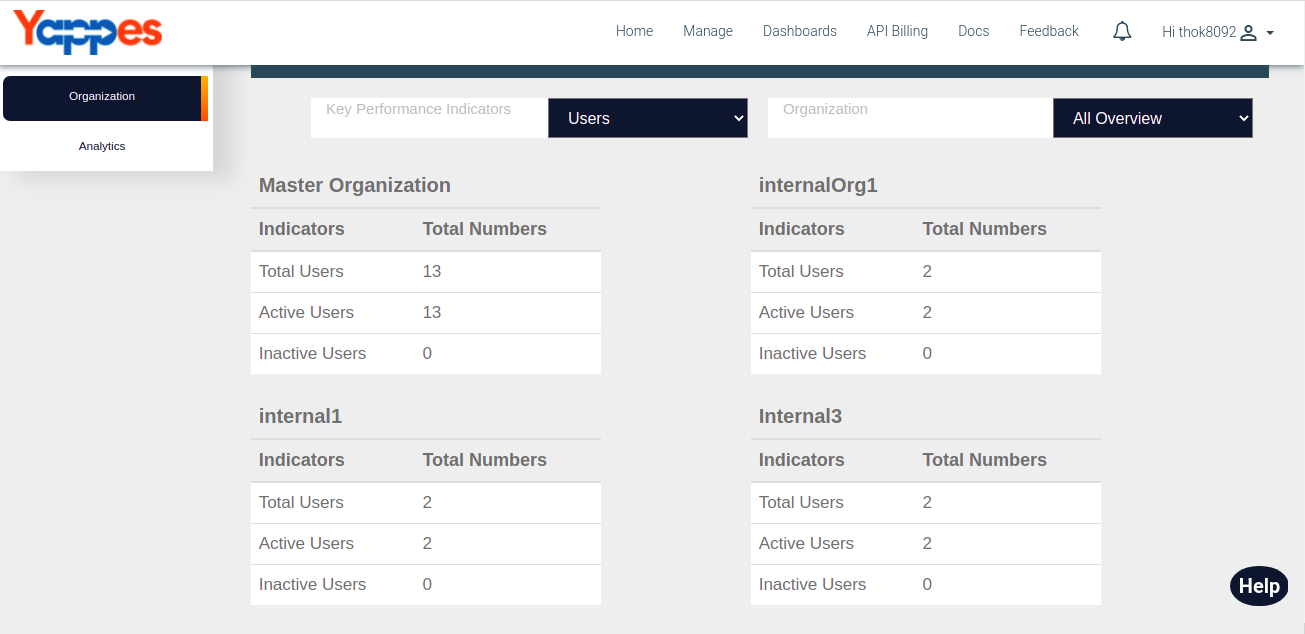 Yappes
Home Manage Dashboards API Billing Docs Feedback Hi thok8092
Organization
Analytics
Key Performance Indicators Users Organization All Overview
Master Organization
Indicators Total Numbers
Total Users 13
Active Users 13
Inactive Users 0
internalOrg1
Indicators Total Numbers
Total Users 2
Active Users 2
Inactive Users 0
internal1
Indicators Total Numbers
Total Users 2
Active Users 2
Inactive Users 0
Internal3
Indicators Total Numbers
Total Users 2
Active Users 2
Inactive Users 0
Help